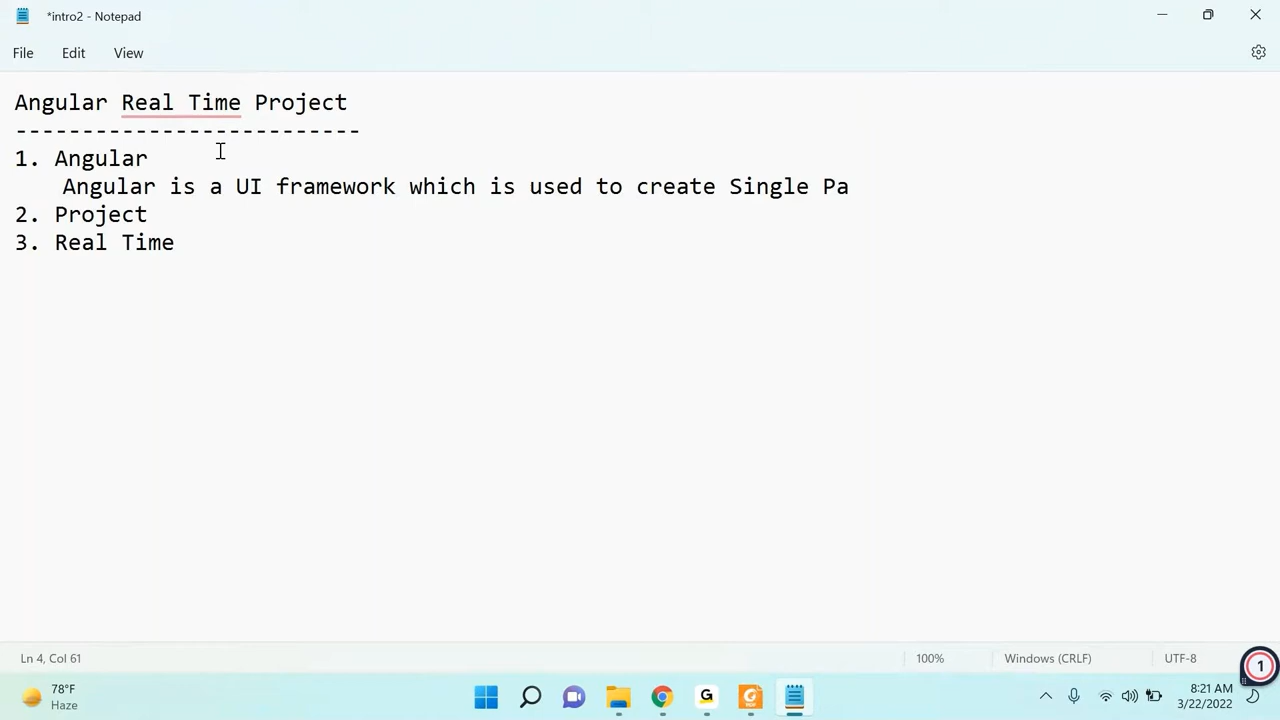 *intro2 - Notepad
File Edit View
Angular Real Time Project
--------------------------
1. Angular
Angular is a UI framework which is used to create Single Pa
2. Project
3. Real Time
Ln 4, Col 61
100%
Windows (CRLF)
UTF-8
1
78°F
Haze
G
PDF
8:21 AM
3/22/2022